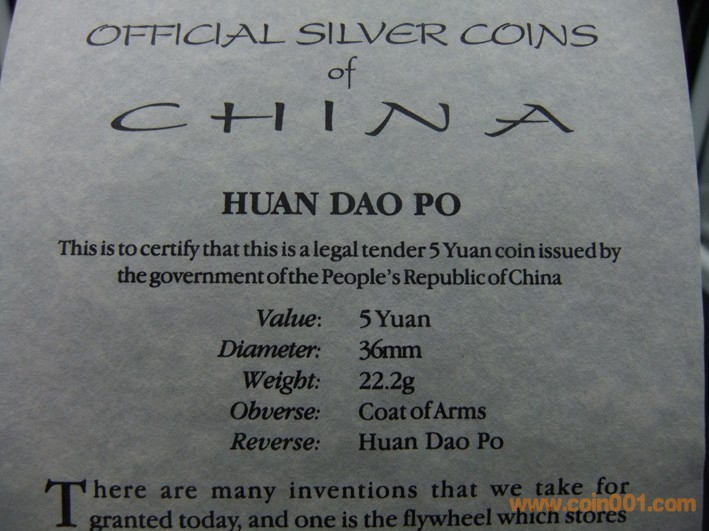 OFFICIAL SILVER COINS
of
CHINA
HUAN DAO PO
This is to certify that this is a legal tender 5 Yuan coin issued by
the government of the People's Republic of China
Value: 5 Yuan
Diameter: 36mm
Weight: 22.2g
Obverse: Coat of Arms
Reverse: Huan Dao Po
There are many inventions that we take for
granted today, and one is the flywheel which stores
www.coin001.com